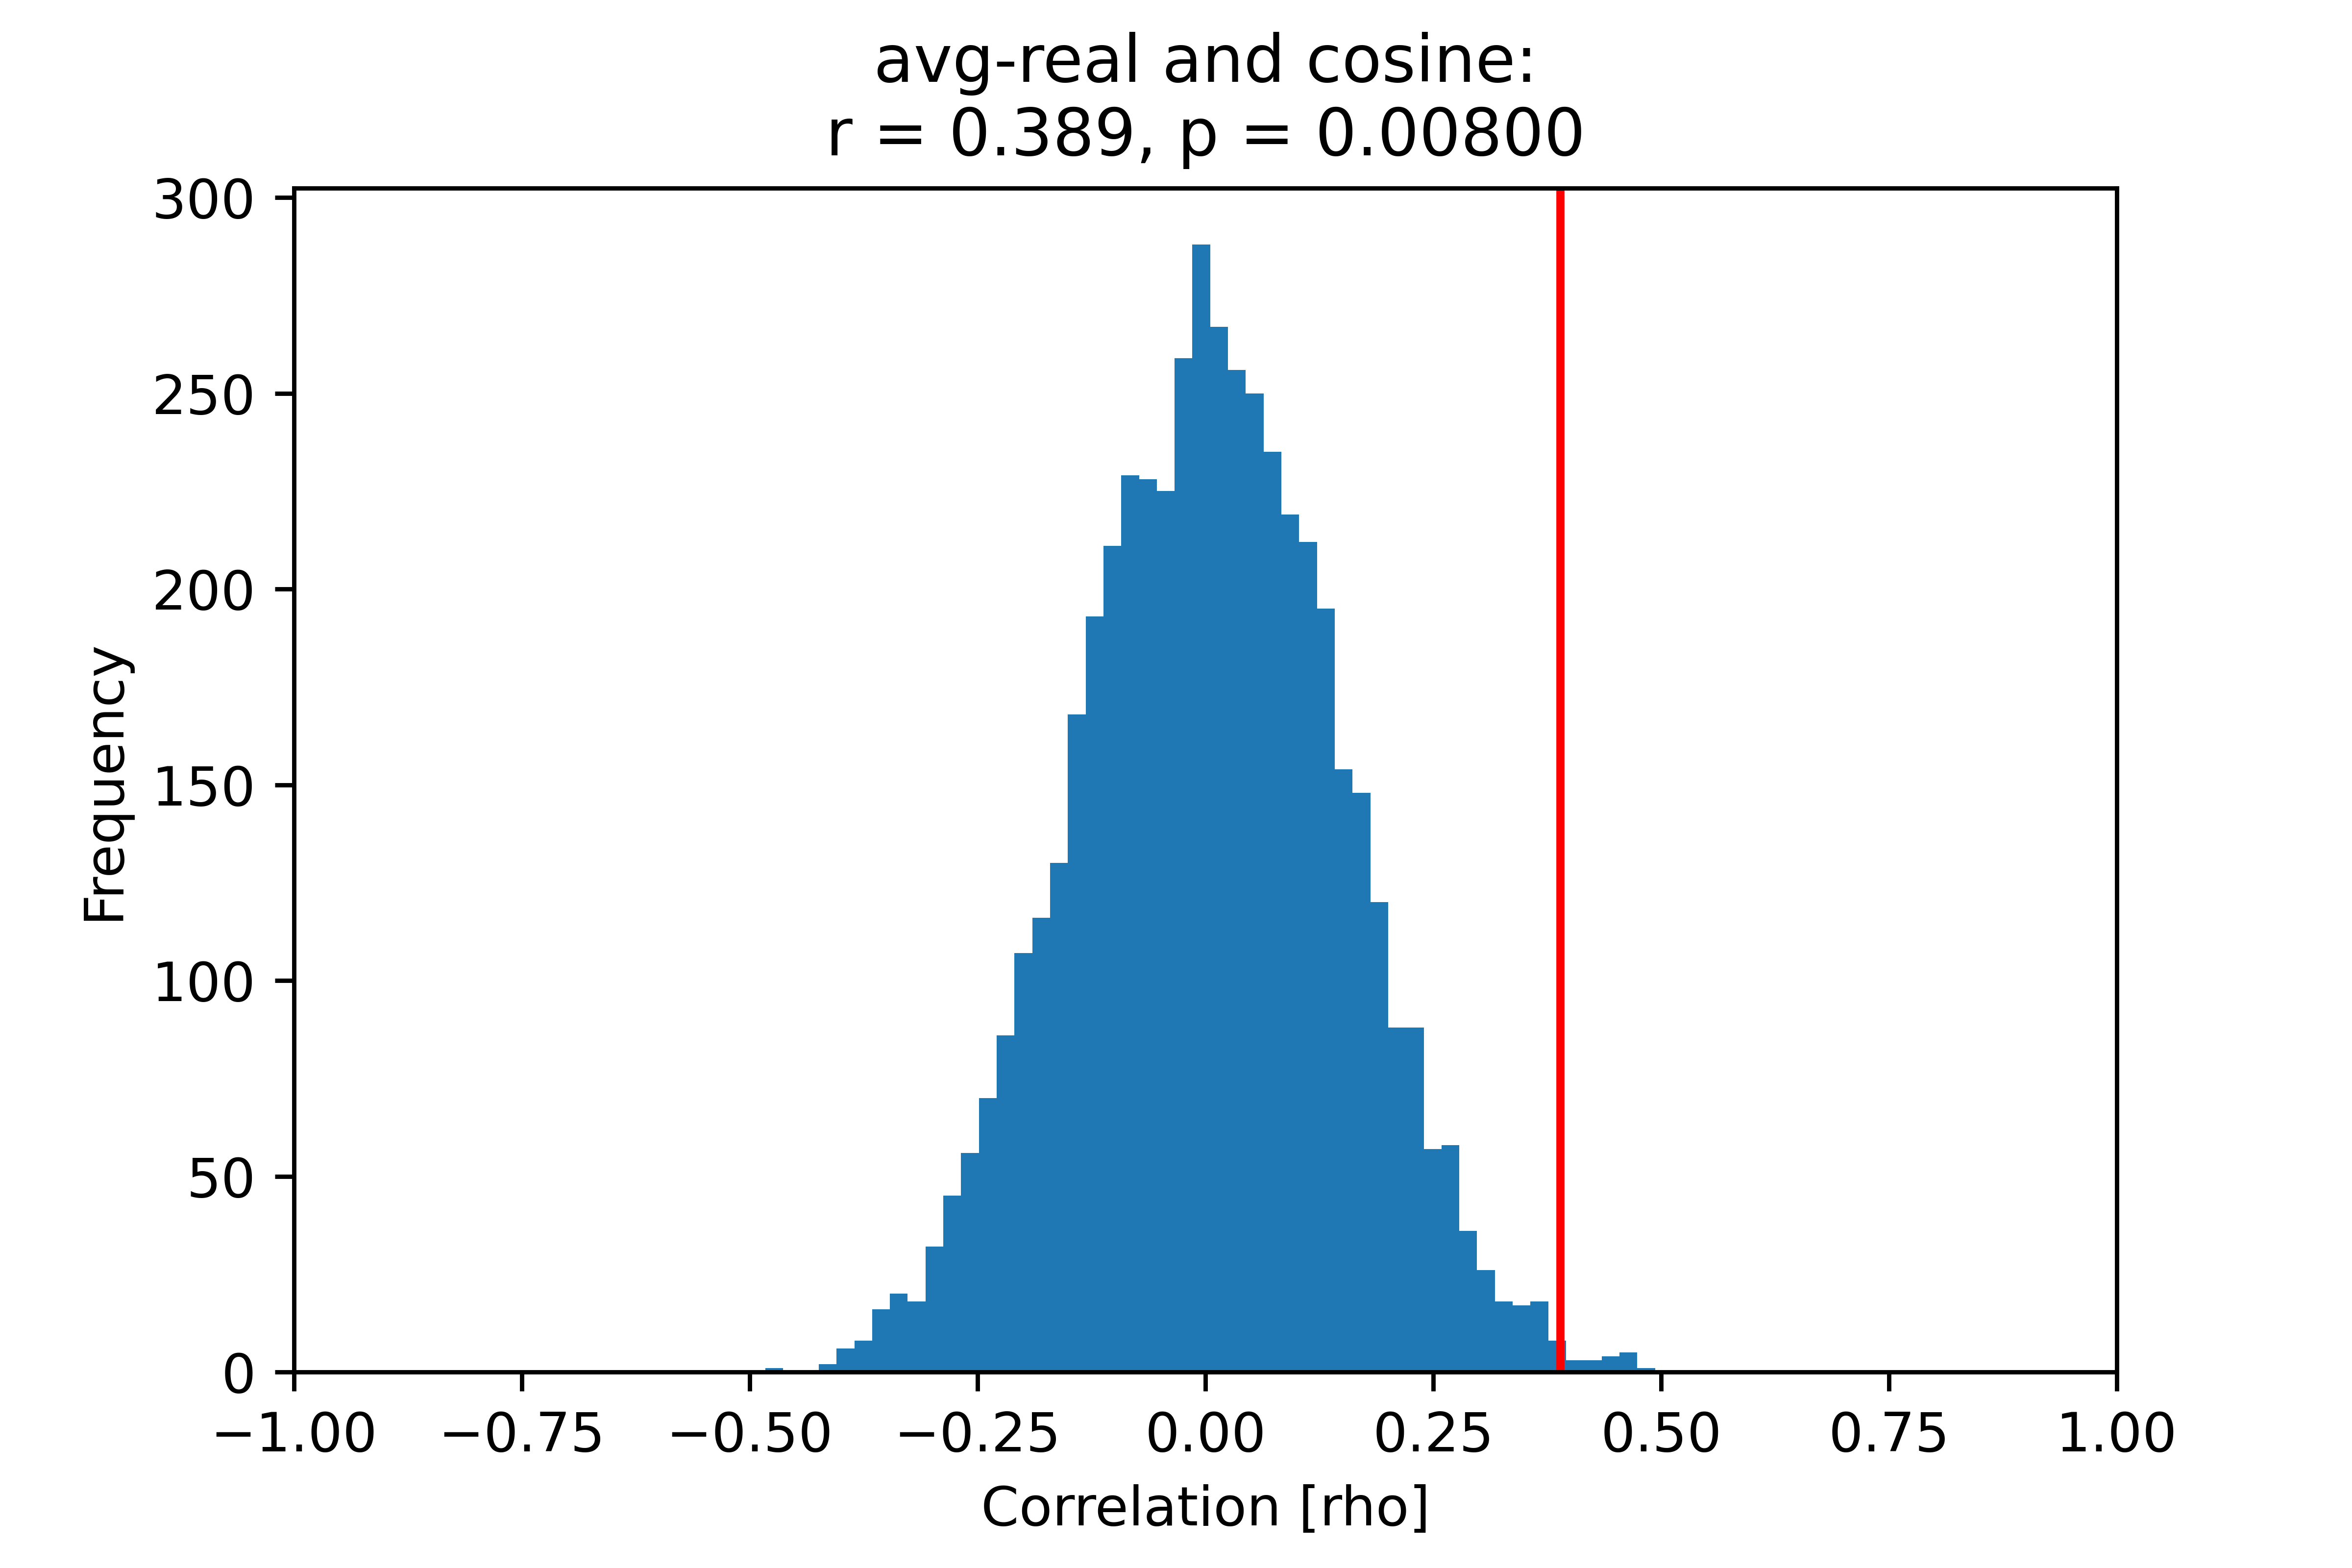 avg-real and cosine:
r = 0.389, p = 0.00800
300
250
200
150
100
50
0
Frequency
−1.00 −0.75 −0.50 −0.25 0.00 0.25 0.50 0.75 1.00
Correlation [rho]